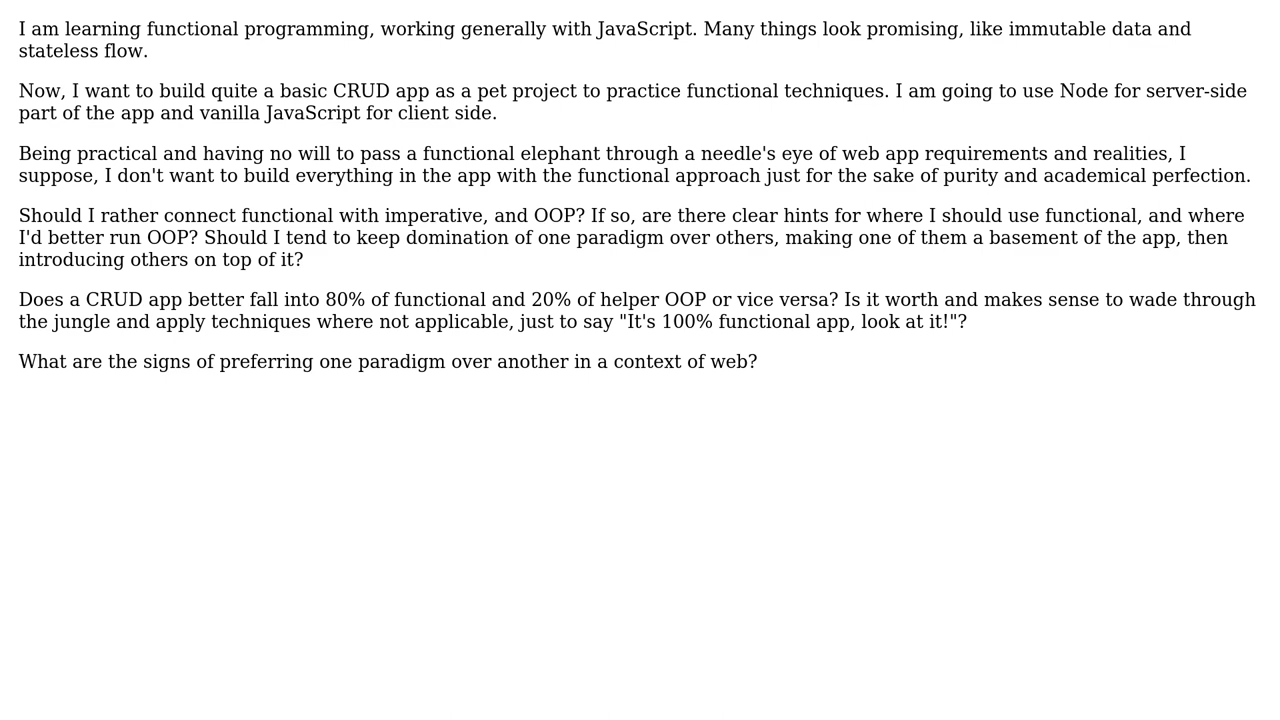 I am learning functional programming, working generally with JavaScript. Many things look promising, like immutable data and
stateless flow.
Now, I want to build quite a basic CRUD app as a pet project to practice functional techniques. I am going to use Node for server-side
part of the app and vanilla JavaScript for client side.
Being practical and having no will to pass a functional elephant through a needle's eye of web app requirements and realities, I
suppose, I don't want to build everything in the app with the functional approach just for the sake of purity and academical perfection.
Should I rather connect functional with imperative, and OOP? If so, are there clear hints for where I should use functional, and where
I'd better run OOP? Should I tend to keep domination of one paradigm over others, making one of them a basement of the app, then
introducing others on top of it?
Does a CRUD app better fall into 80% of functional and 20% of helper OOP or vice versa? Is it worth and makes sense to wade through
the jungle and apply techniques where not applicable, just to say "It's 100% functional app, look at it!"?
What are the signs of preferring one paradigm over another in a context of web?